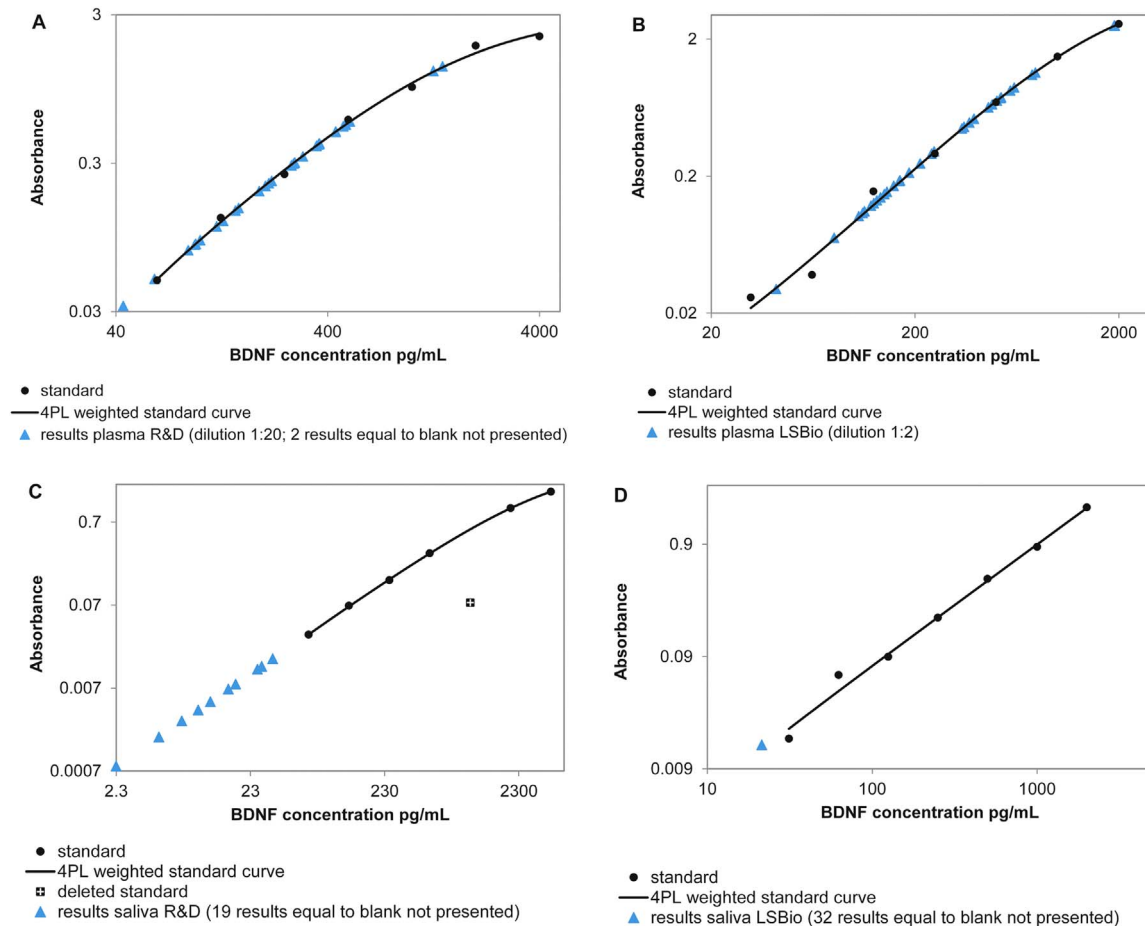 A
3
0.3
0.03
Absorbance
40
400
4000
BDNF concentration pg/mL
standard
4PL weighted standard curve
results plasma R&D (dilution 1:20; 2 results equal to blank not presented)
B
2
0.2
0.02
Absorbance
20
200
2000
BDNF concentration pg/mL
standard
4PL weighted standard curve
results plasma LSBio (dilution 1:2)
C
0.7
0.07
0.007
0.0007
Absorbance
2.3
23
230
2300
BDNF concentration pg/mL
standard
4PL weighted standard curve
deleted standard
results saliva R&D (19 results equal to blank not presented)
D
0.9
0.09
0.009
Absorbance
10
100
1000
BDNF concentration pg/mL
standard
4PL weighted standard curve
results saliva LSBio (32 results equal to blank not presented)